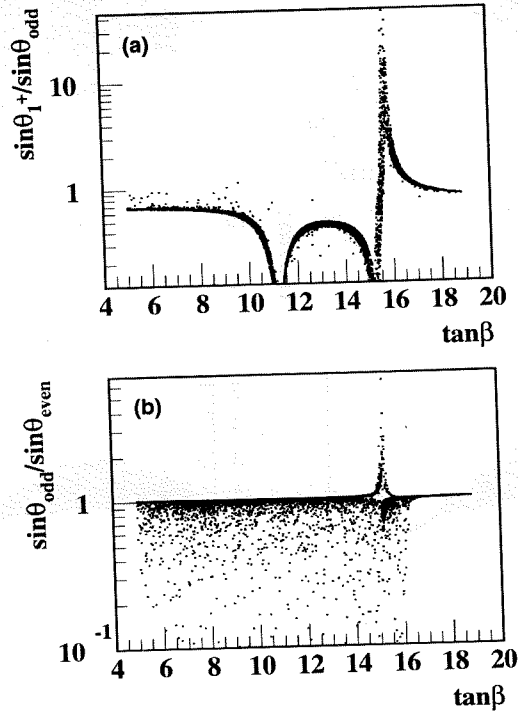 (a)
sinθ₁⁺/sinθodd
10
1
4 6 8 10 12 14 16 18 20
tanβ
(b)
sinθodd/sinθeven
1
10⁻¹
4 6 8 10 12 14 16 18 20
tanβ